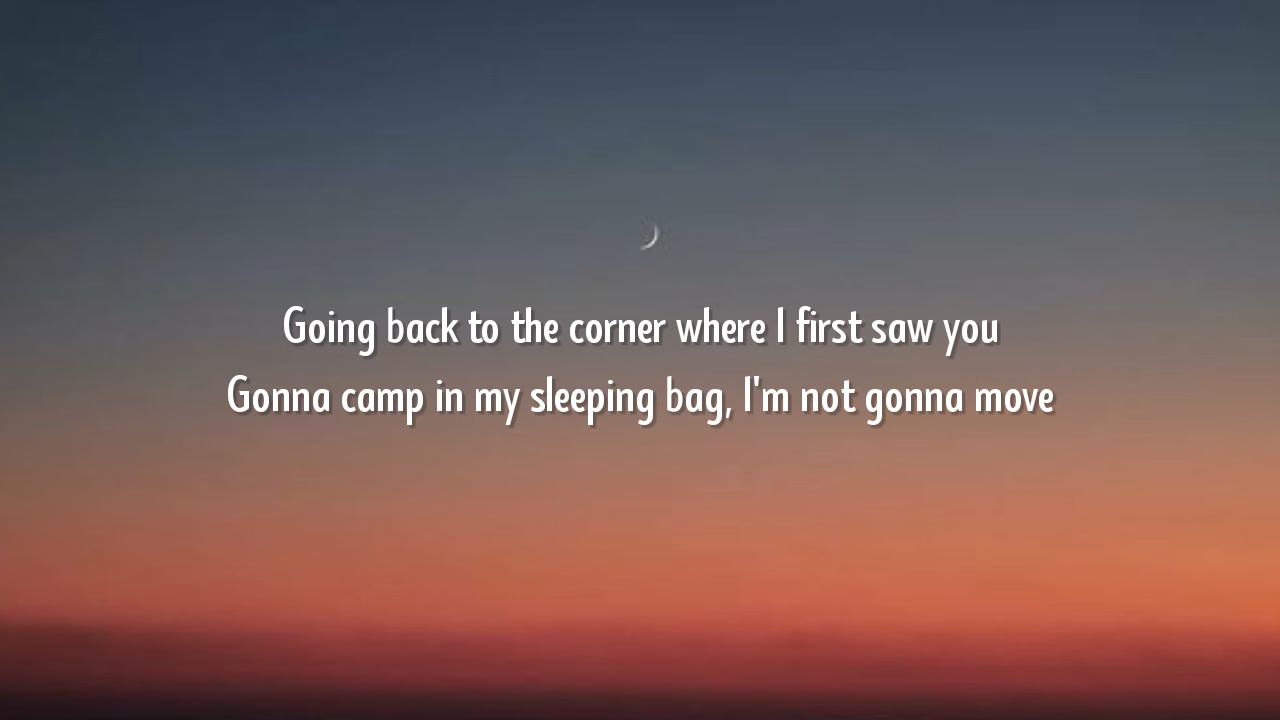 Going back to the corner where I first saw you
Gonna camp in my sleeping bag, I'm not gonna move